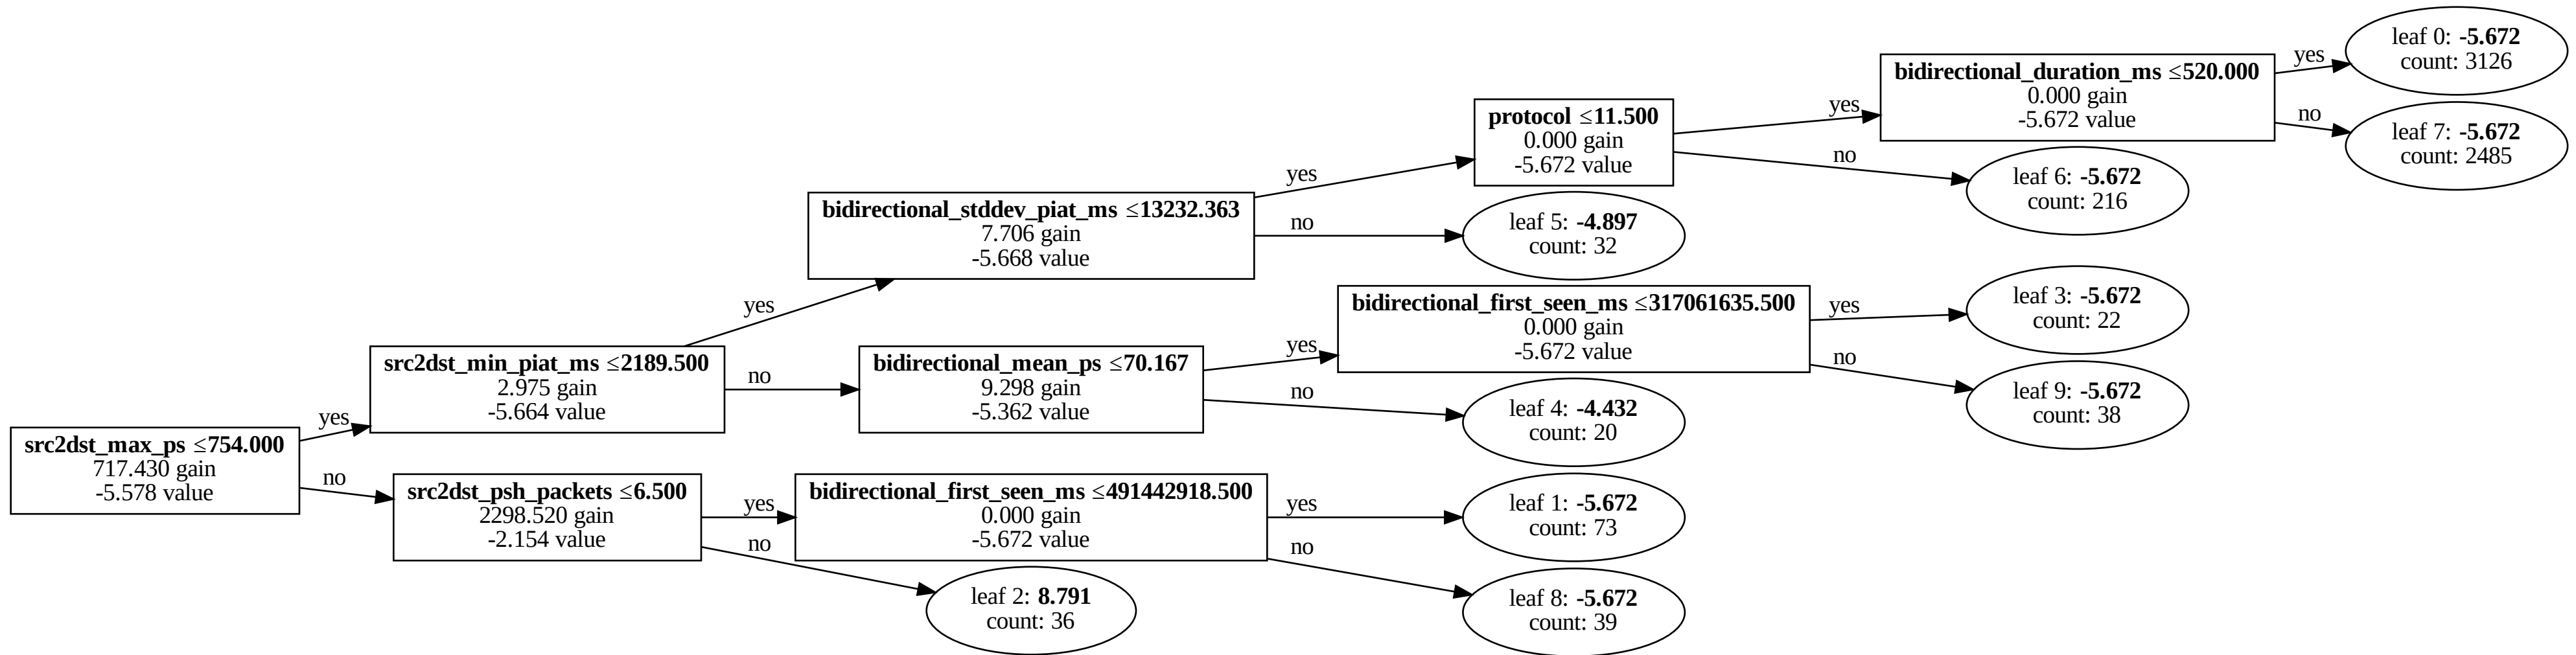 src2dst_max_ps ≤754.000
717.430 gain
-5.578 value
yes
no
src2dst_min_piat_ms ≤2189.500
2.975 gain
-5.664 value
yes
no
src2dst_psh_packets ≤6.500
2298.520 gain
-2.154 value
yes
no
bidirectional_stddev_piat_ms ≤13232.363
7.706 gain
-5.668 value
yes
no
bidirectional_mean_ps ≤70.167
9.298 gain
-5.362 value
yes
no
bidirectional_first_seen_ms ≤491442918.500
0.000 gain
-5.672 value
yes
no
leaf 2: 8.791
count: 36
protocol ≤11.500
0.000 gain
-5.672 value
yes
no
leaf 5: -4.897
count: 32
bidirectional_first_seen_ms ≤317061635.500
0.000 gain
-5.672 value
yes
no
leaf 4: -4.432
count: 20
leaf 1: -5.672
count: 73
leaf 8: -5.672
count: 39
bidirectional_duration_ms ≤520.000
0.000 gain
-5.672 value
yes
no
leaf 6: -5.672
count: 216
leaf 3: -5.672
count: 22
leaf 9: -5.672
count: 38
leaf 0: -5.672
count: 3126
leaf 7: -5.672
count: 2485